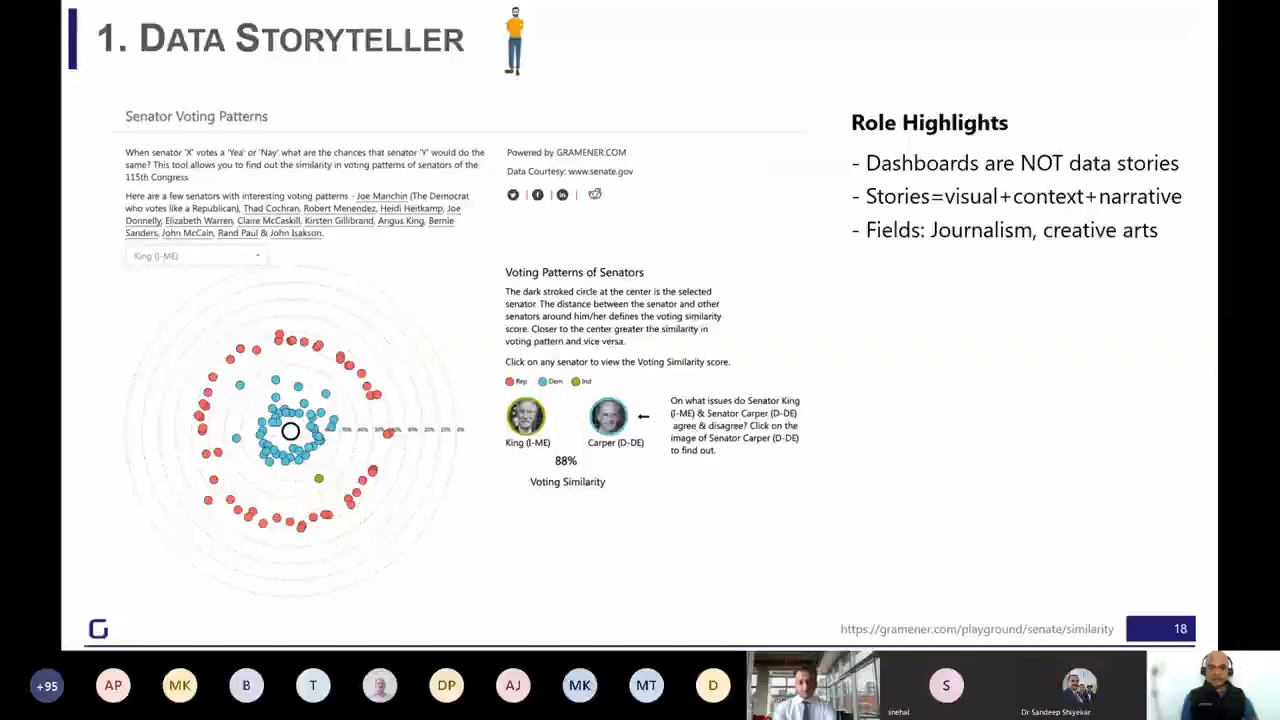 1. DATA STORYTELLER
Senator Voting Patterns
When senator 'X' votes a 'Yea' or 'Nay' what are the chances that senator 'Y' would do the
same? This tool allows you to find out the similarity in voting patterns of senators of the
115th Congress.
Here are a few senators with interesting voting patterns - Joe Manchin (The Democrat
who votes like a Republican), Thad Cochran, Robert Menendez, Heidi Heitkamp, Joe
Donnelly, Elizabeth Warren, Claire McCaskill, Kirsten Gillibrand, Angus King, Bernie
Sanders, John McCain, Rand Paul & John Isakson.
King (I-ME)
Powered by GRAMENER.COM
Data Courtesy: www.senate.gov
Voting Patterns of Senators
The dark stroked circle at the center is the selected
senator. The distance between the senator and other
senators around him/her defines the voting similarity
score. Closer to the center greater the similarity in
voting pattern and vice versa.
Click on any senator to view the Voting Similarity score.
Rep Dem Ind
King (I-ME) Carper (D-DE)
88%
Voting Similarity
On what issues do Senator King
(I-ME) & Senator Carper (D-DE)
agree & disagree? Click on the
image of Senator Carper (D-DE)
to find out.
70% 60% 50% 30% 20% 10% 0%
Role Highlights
- Dashboards are NOT data stories
- Stories=visual+context+narrative
- Fields: Journalism, creative arts
https://gramener.com/playground/senate/similarity 18
+95 AP MK B T DP AJ MK MT D S
snehal
Dr Sandeep Shiyekar